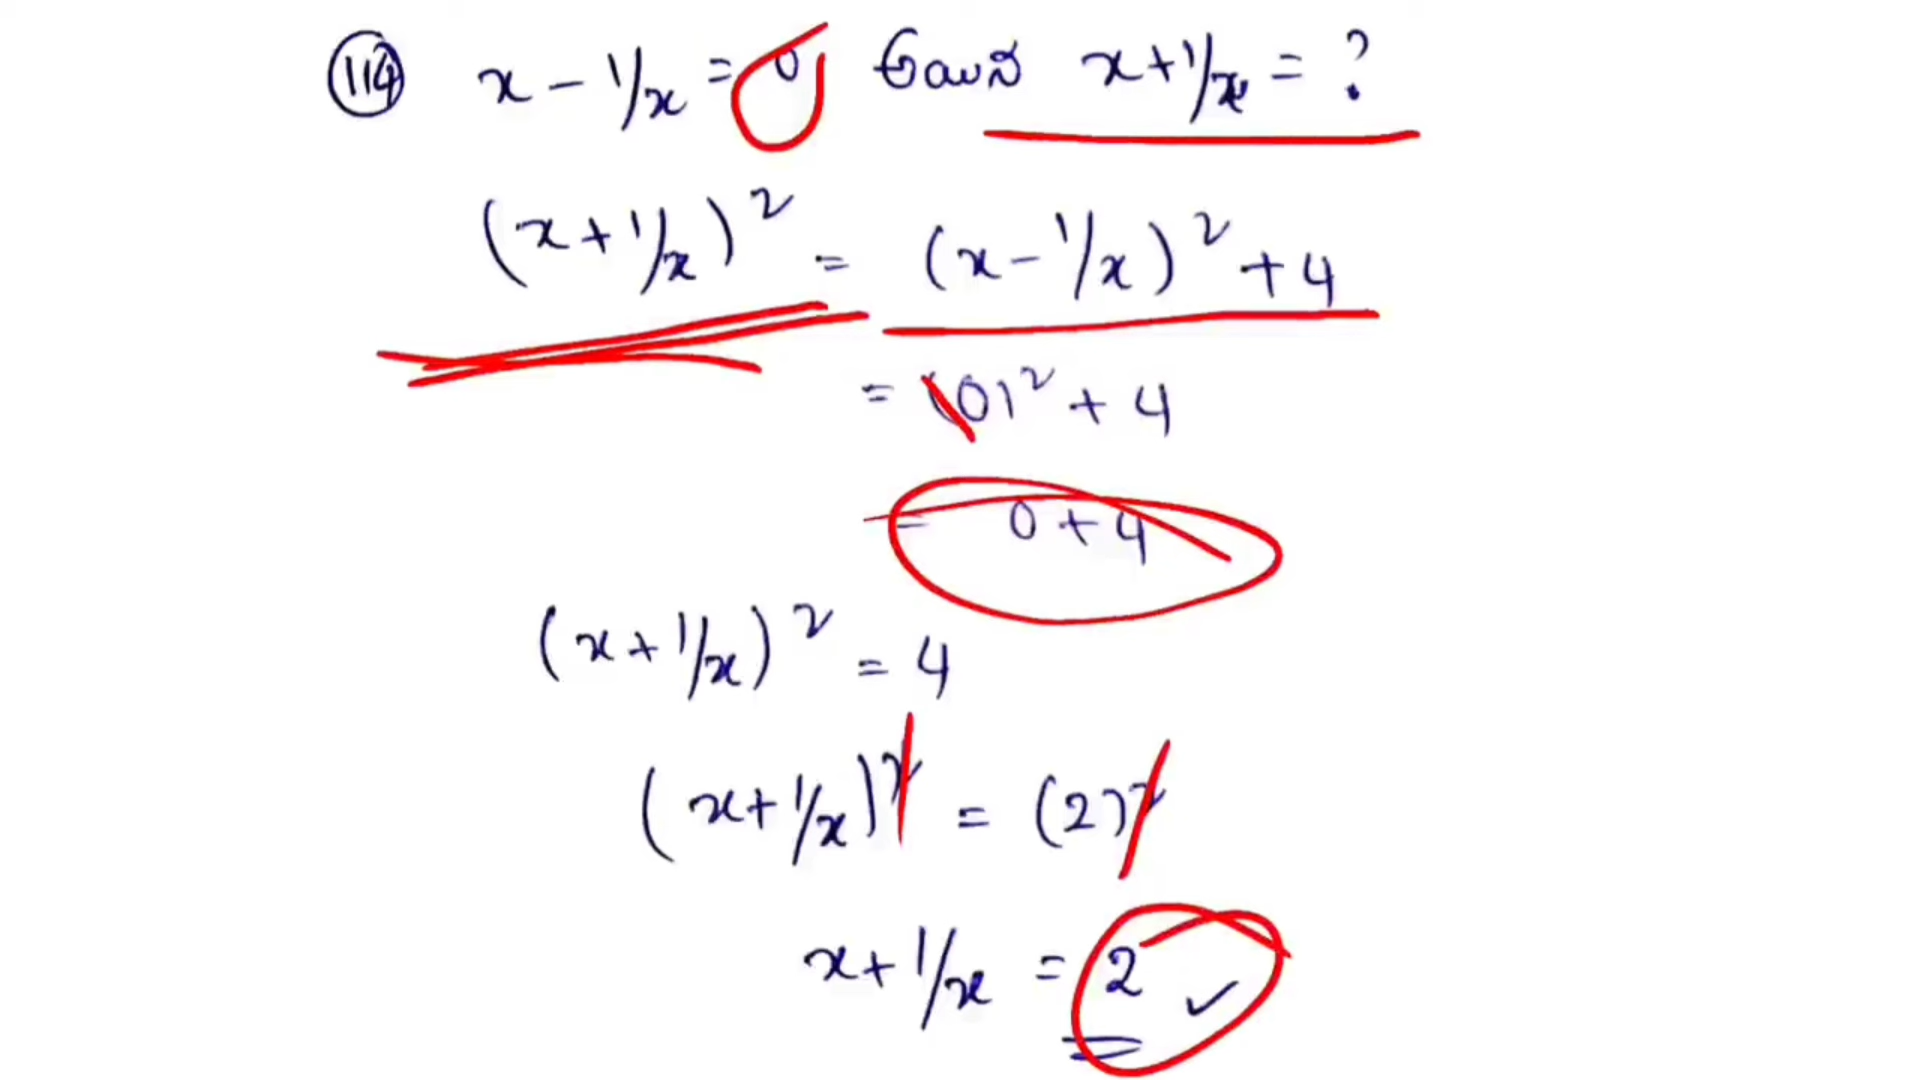 114 x - 1/x = 0 అయిన x + 1/x = ?
(x + 1/x)² = (x - 1/x)² + 4
= (0)² + 4
= 0 + 4
(x + 1/x)² = 4
(x + 1/x)² = (2)²
x + 1/x = 2 ✓